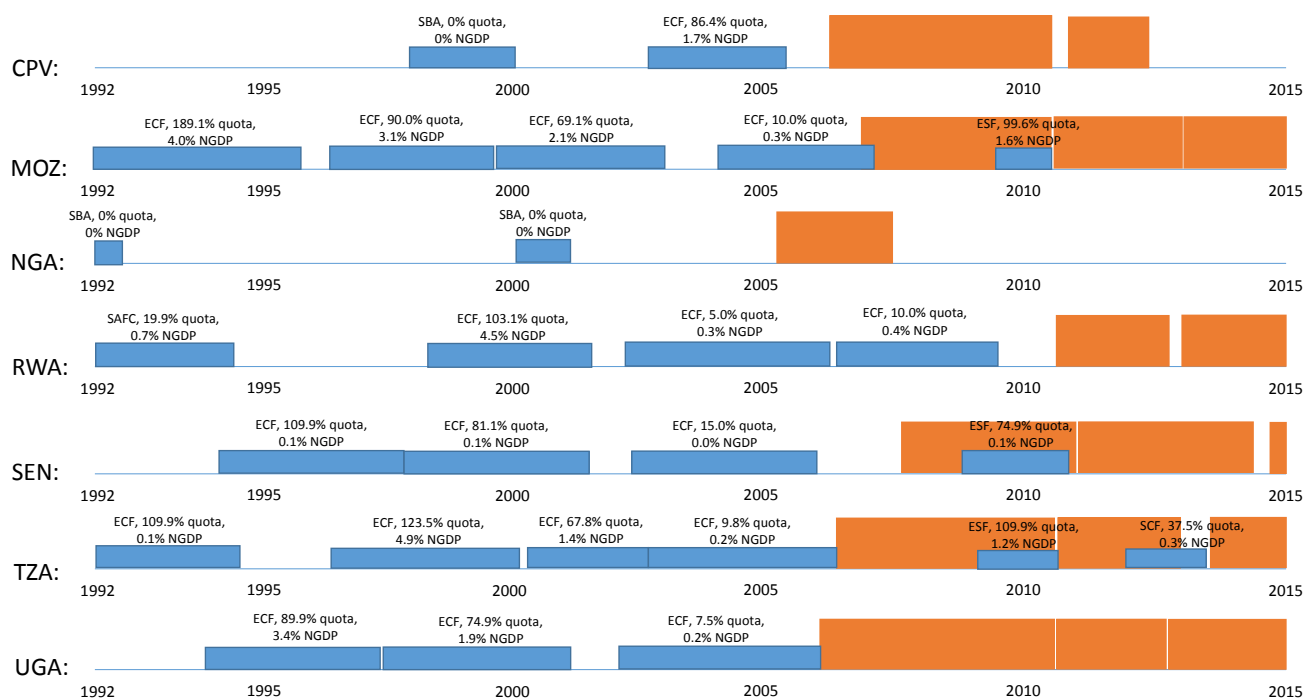 SBA, 0% quota,
0% NGDP
ECF, 86.4% quota,
1.7% NGDP
CPV:
1992 1995 2000 2005 2010 2015
ECF, 189.1% quota,
4.0% NGDP
ECF, 90.0% quota,
3.1% NGDP
ECF, 69.1% quota,
2.1% NGDP
ECF, 10.0% quota,
0.3% NGDP
ESF, 99.6% quota,
1.6% NGDP
MOZ:
1992 1995 2000 2005 2010 2015
SBA, 0% quota,
0% NGDP
SBA, 0% quota,
0% NGDP
NGA:
1992 1995 2000 2005 2010 2015
SAFC, 19.9% quota,
0.7% NGDP
ECF, 103.1% quota,
4.5% NGDP
ECF, 5.0% quota,
0.3% NGDP
ECF, 10.0% quota,
0.4% NGDP
RWA:
1992 1995 2000 2005 2010 2015
ECF, 109.9% quota,
0.1% NGDP
ECF, 81.1% quota,
0.1% NGDP
ECF, 15.0% quota,
0.0% NGDP
ESF, 74.9% quota,
0.1% NGDP
SEN:
1992 1995 2000 2005 2010 2015
ECF, 109.9% quota,
0.1% NGDP
ECF, 123.5% quota,
4.9% NGDP
ECF, 67.8% quota,
1.4% NGDP
ECF, 9.8% quota,
0.2% NGDP
ESF, 109.9% quota,
1.2% NGDP
SCF, 37.5% quota,
0.3% NGDP
TZA:
1992 1995 2000 2005 2010 2015
ECF, 89.9% quota,
3.4% NGDP
ECF, 74.9% quota,
1.9% NGDP
ECF, 7.5% quota,
0.2% NGDP
UGA:
1992 1995 2000 2005 2010 2015